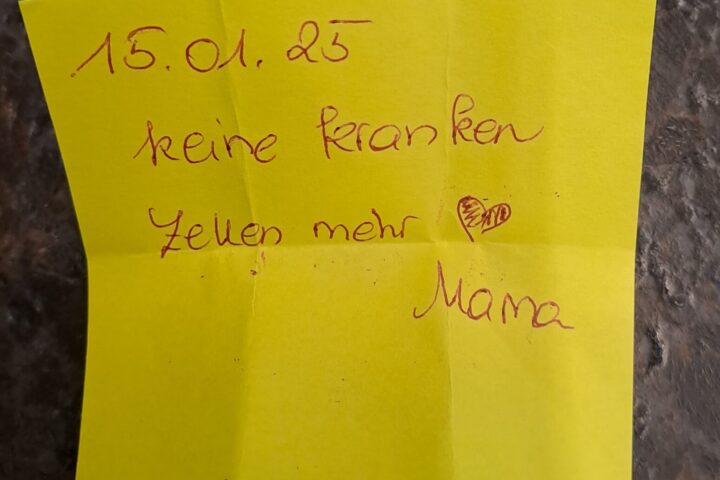 15.01.25
keine kranken
Zellen mehr
Mama